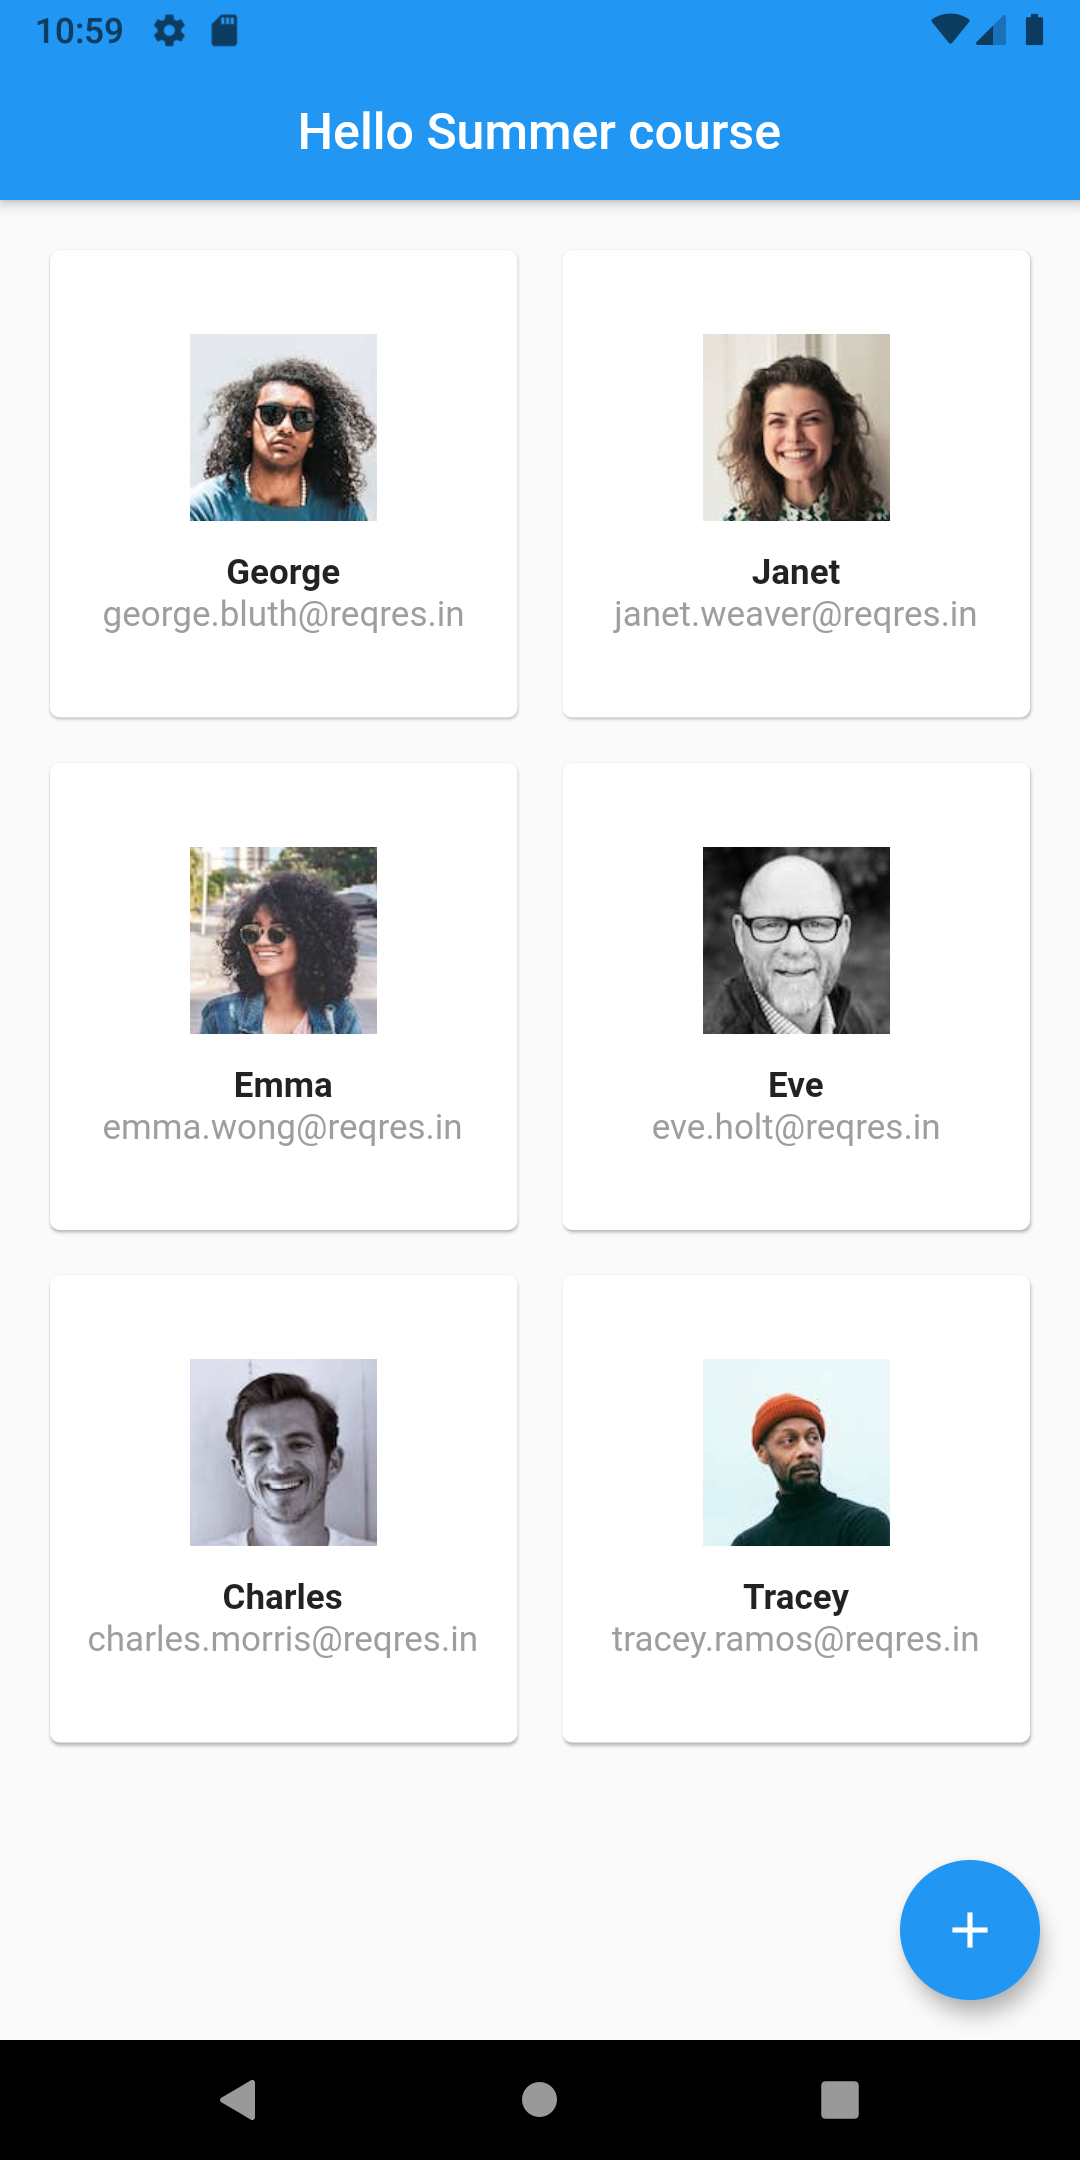 10:59
Hello Summer course
George
george.bluth@reqres.in
Janet
janet.weaver@reqres.in
Emma
emma.wong@reqres.in
Eve
eve.holt@reqres.in
Charles
charles.morris@reqres.in
Tracey
tracey.ramos@reqres.in